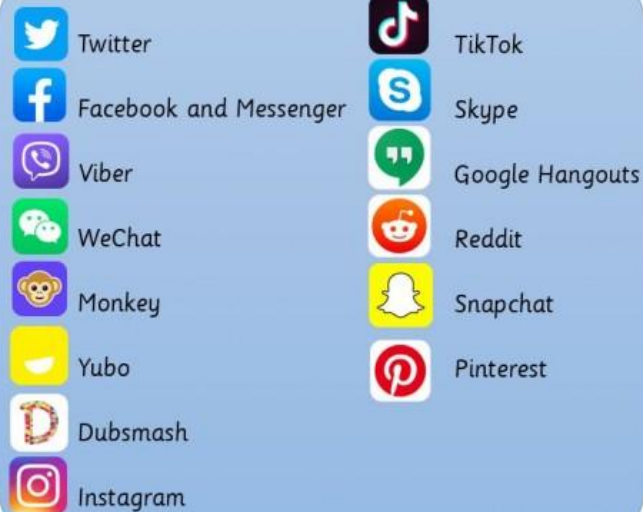 Twitter
Facebook and Messenger
Viber
WeChat
Monkey
Yubo
Dubsmash
Instagram
TikTok
Skype
Google Hangouts
Reddit
Snapchat
Pinterest